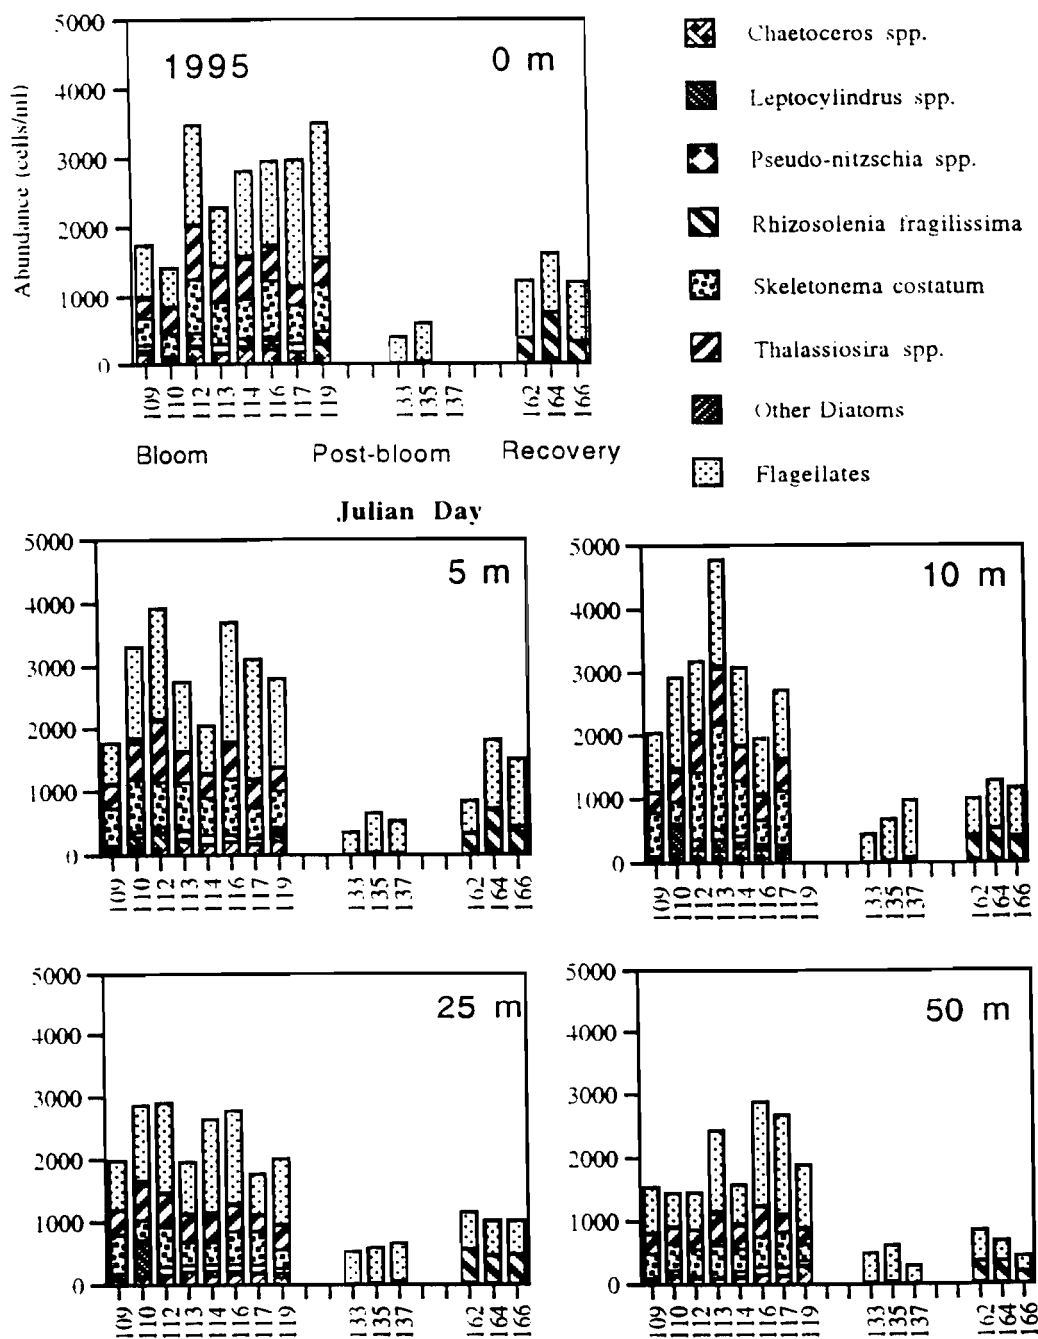 5000
4000
3000
2000
1000
0
Abundance (cells/ml)
1995
0 m
109 110 112 113 114 116 117 119 133 135 137 162 164 166
Bloom Post-bloom Recovery
Julian Day
Chaetoceros spp.
Leptocylindrus spp.
Pseudo-nitzschia spp.
Rhizosolenia fragilissima
Skeletonema costatum
Thalassiosira spp.
Other Diatoms
Flagellates
5000
4000
3000
2000
1000
0
5 m
109 110 112 113 114 116 117 119 133 135 137 162 164 166
5000
4000
3000
2000
1000
0
10 m
109 110 112 113 114 116 117 119 133 135 137 162 164 166
5000
4000
3000
2000
1000
0
25 m
109 110 112 113 114 116 117 119 133 135 137 162 164 166
5000
4000
3000
2000
1000
0
50 m
109 110 112 113 114 116 117 119 133 135 137 162 164 166